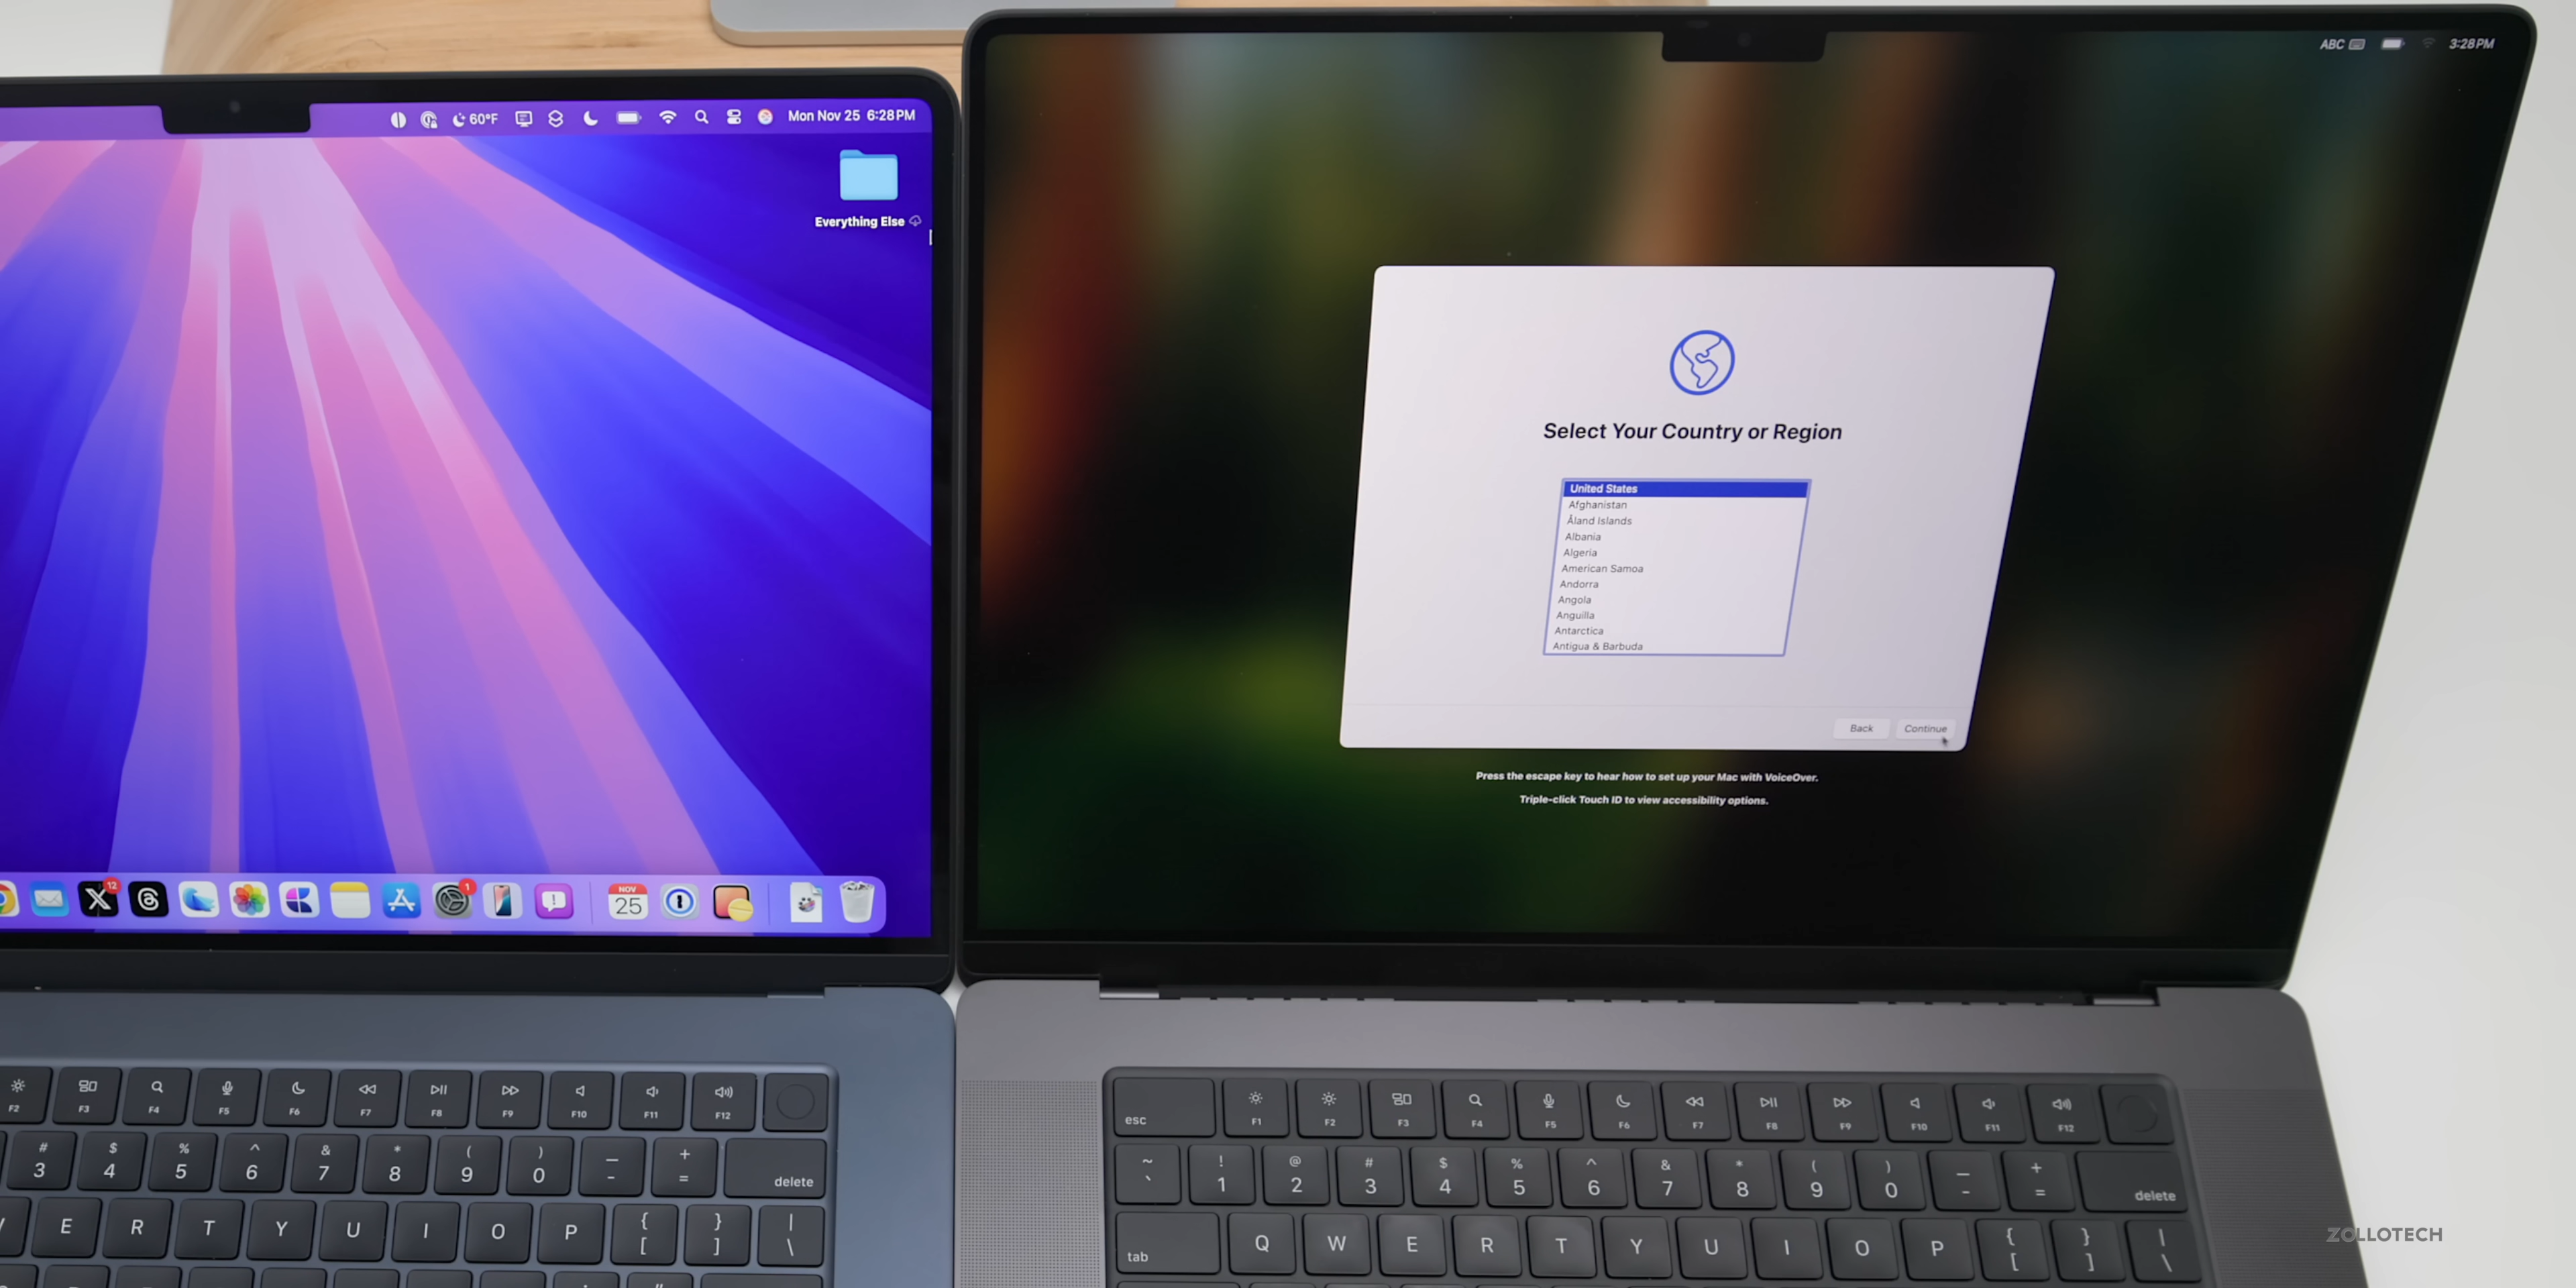 60°F
Mon Nov 25 6:28PM
Everything Else
12
1
NOV
25
F2
F3
F4
F5
F6
F7
F8
F9
F10
F11
F12
# $ % ^ & * ( ) — +
3 4 5 6 7 8 9 0 - =
delete
E R T Y U I O P { } |
[ ] \
"
ABC
3:28PM
Select Your Country or Region
United States
Afghanistan
Åland Islands
Albania
Algeria
American Samoa
Andorra
Angola
Anguilla
Antarctica
Antigua & Barbuda
Back
Continue
Press the escape key to hear how to set up your Mac with VoiceOver.
Triple-click Touch ID to view accessibility options.
esc
F1
F2
F3
F4
F5
F6
F7
F8
F9
F10
F11
F12
~ ! @ # $ % ^ & * ( ) — +
` 1 2 3 4 5 6 7 8 9 0 - =
delete
tab
Q W E R T Y U I O P { } |
[ ] \
ZOLLOTECH